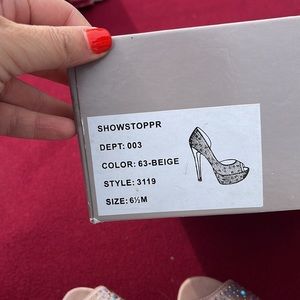 SHOWSTOPPR
DEPT: 003
COLOR: 63-BEIGE
STYLE: 3119
SIZE: 6½M